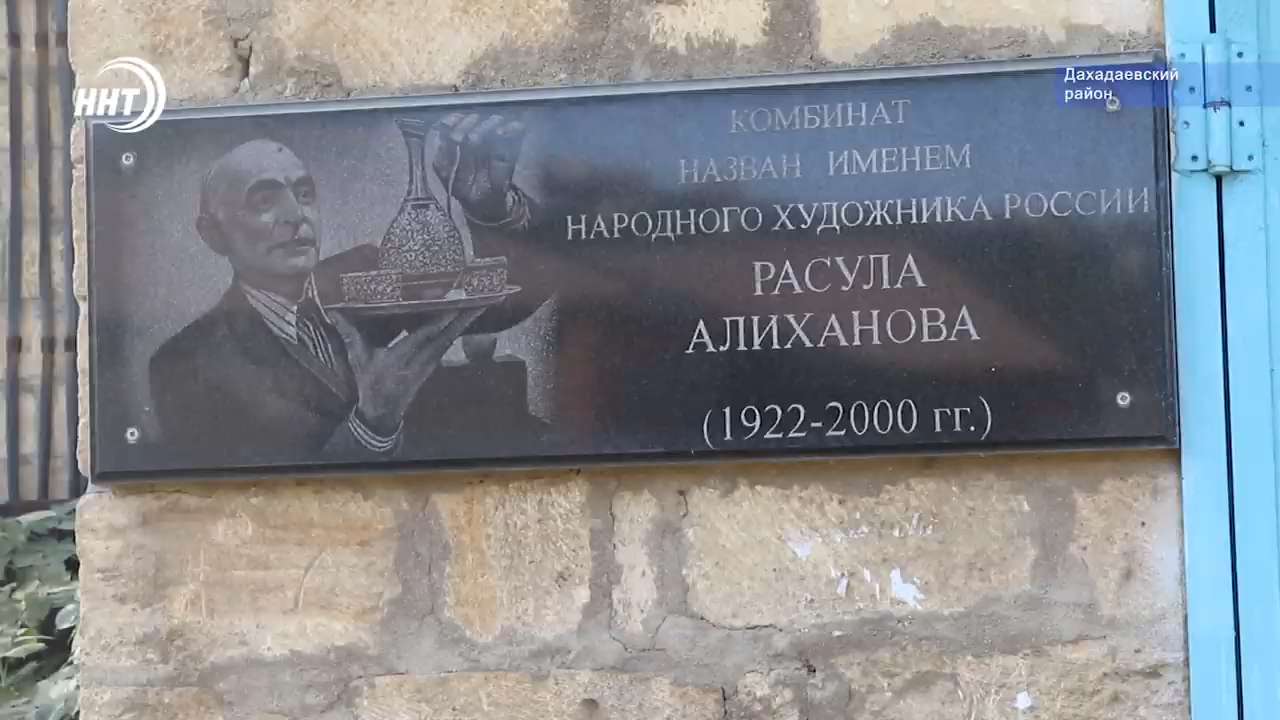 ННТ
Дахадаевский
район
КОМБИНАТ
НАЗВАН ИМЕНЕМ
НАРОДНОГО ХУДОЖНИКА РОССИИ
РАСУЛА
АЛИХАНОВА
(1922-2000 гг.)